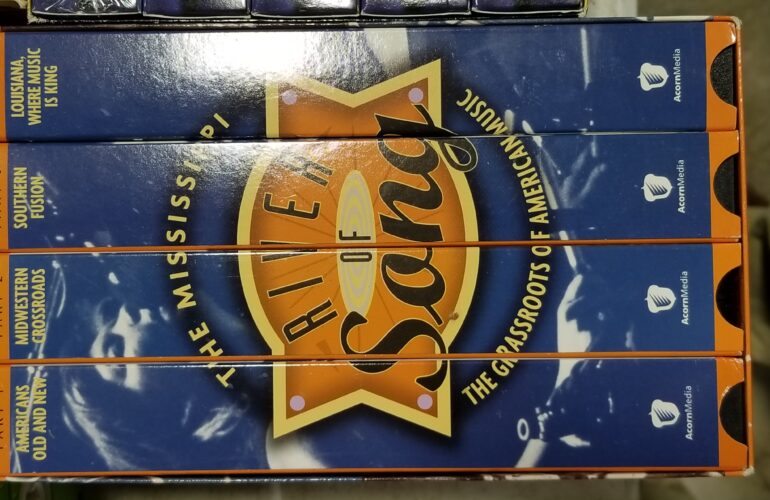 AMERICANS
OLD AND NEW
MIDWESTERN
CROSSROADS
SOUTHERN
FUSION
LOUISIANA,
WHERE MUSIC
IS KING
THE MISSISSIPPI
RIVER
OF
Song
THE GRASSROOTS OF AMERICAN MUSIC
AcornMedia
AcornMedia
AcornMedia
AcornMedia